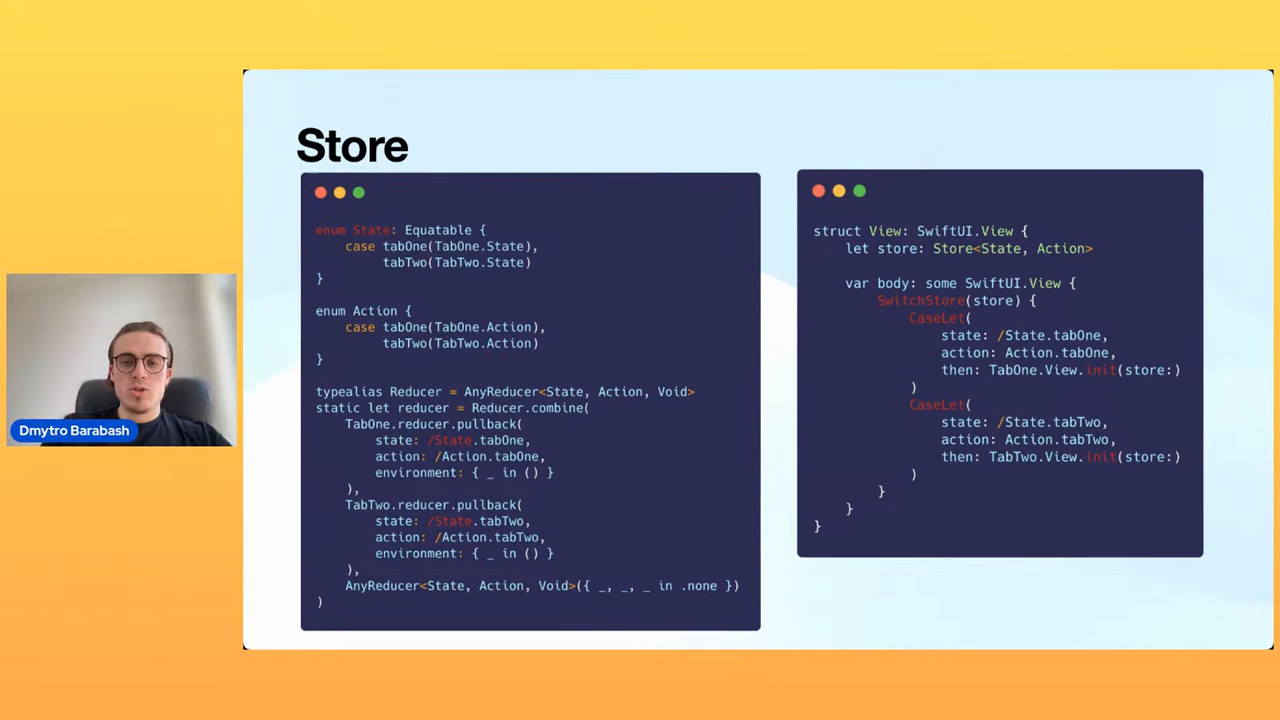 Store
enum State: Equatable {
    case tabOne(TabOne.State),
         tabTwo(TabTwo.State)
}
enum Action {
    case tabOne(TabOne.Action),
         tabTwo(TabTwo.Action)
}
typealias Reducer = AnyReducer<State, Action, Void>
static let reducer = Reducer.combine(
    TabOne.reducer.pullback(
        state: /State.tabOne,
        action: /Action.tabOne,
        environment: { _ in () }
    ),
    TabTwo.reducer.pullback(
        state: /State.tabTwo,
        action: /Action.tabTwo,
        environment: { _ in () }
    ),
    AnyReducer<State, Action, Void>({ _, _, _ in .none })
)
struct View: SwiftUI.View {
    let store: Store<State, Action>
    var body: some SwiftUI.View {
        SwitchStore(store) {
            CaseLet(
                state: /State.tabOne,
                action: Action.tabOne,
                then: TabOne.View.init(store:)
            )
            CaseLet(
                state: /State.tabTwo,
                action: Action.tabTwo,
                then: TabTwo.View.init(store:)
            )
        }
    }
}
Dmytro Barabash